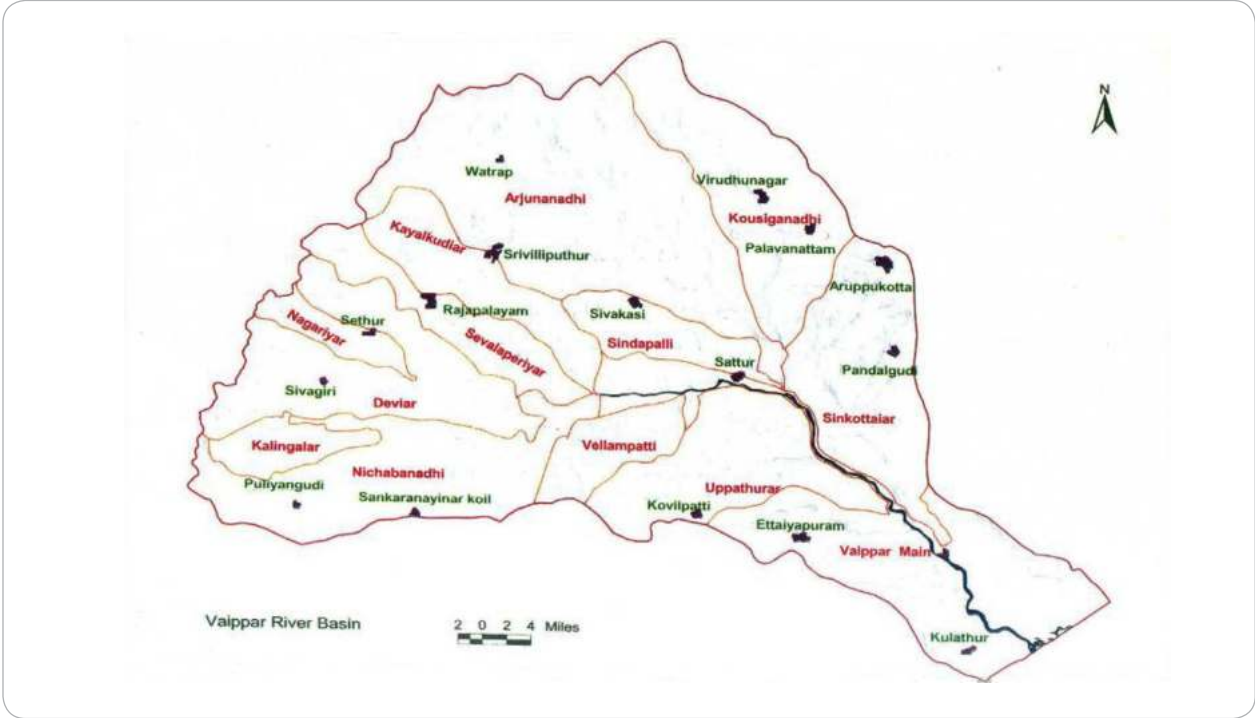 N
Watrap
Virudhunagar
Arjunanadhi
Kousiganadhi
Kayalkudiar
Palavanattam
Srivilliputhur
Aruppukotta
Rajapalayam
Sivakasi
Nagariyar
Sethur
Sevalaperiyar
Sindapalli
Sattur
Pandalgudi
Sivagiri
Deviar
Sinkottaiar
Kalingalar
Vellampatti
Nichabanadhi
Puliyangudi
Sankaranayinar koil
Uppathurar
Kovilpatti
Ettaiyapuram
Vaippar Main
Vaippar River Basin
2 0 2 4 Miles
Kulathur